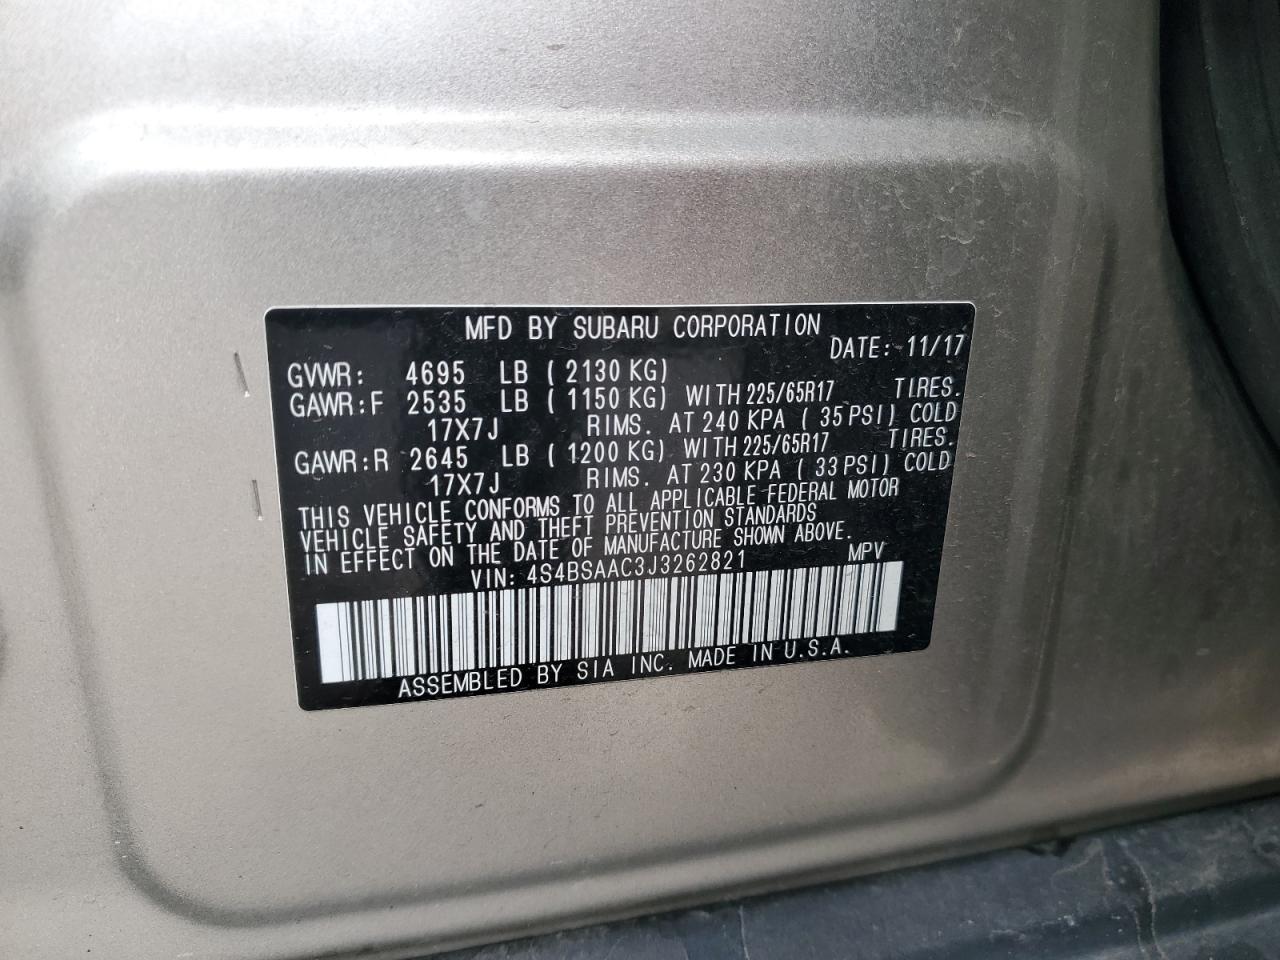 MFD BY SUBARU CORPORATION
DATE: 11/17
GVWR: 4695 LB ( 2130 KG)
GAWR:F 2535 LB ( 1150 KG) WITH 225/65R17 TIRES.
17X7J RIMS. AT 240 KPA ( 35 PSI) COLD
GAWR:R 2645 LB ( 1200 KG) WITH 225/65R17 TIRES.
17X7J RIMS. AT 230 KPA ( 33 PSI) COLD
THIS VEHICLE CONFORMS TO ALL APPLICABLE FEDERAL MOTOR
VEHICLE SAFETY AND THEFT PREVENTION STANDARDS
IN EFFECT ON THE DATE OF MANUFACTURE SHOWN ABOVE.
VIN: 4S4BSAAC3J3262821 MPV
ASSEMBLED BY SIA INC. MADE IN U.S.A.